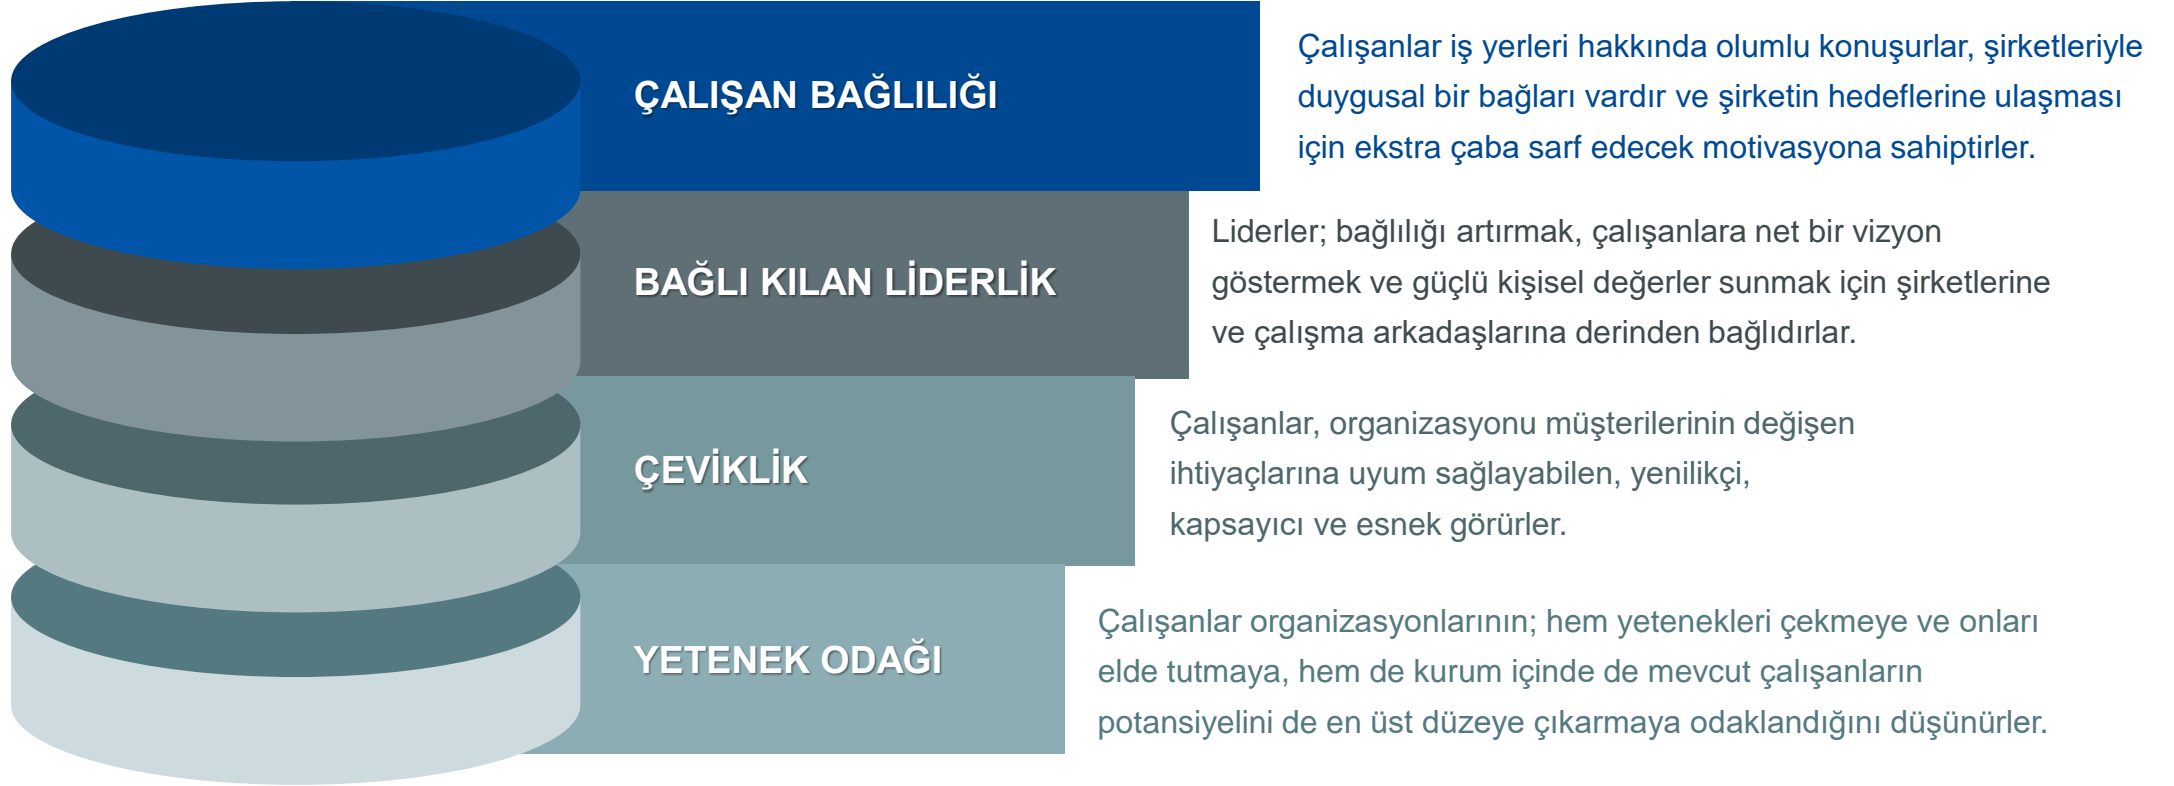 ÇALIŞAN BAĞLILIĞI
Çalışanlar iş yerleri hakkında olumlu konuşurlar, şirketleriyle
duygusal bir bağları vardır ve şirketin hedeflerine ulaşması
için ekstra çaba sarf edecek motivasyona sahiptirler.
BAĞLI KILAN LİDERLİK
Liderler; bağlılığı artırmak, çalışanlara net bir vizyon
göstermek ve güçlü kişisel değerler sunmak için şirketlerine
ve çalışma arkadaşlarına derinden bağlıdırlar.
ÇEVİKLİK
Çalışanlar, organizasyonu müşterilerinin değişen
ihtiyaçlarına uyum sağlayabilen, yenilikçi,
kapsayıcı ve esnek görürler.
YETENEK ODAĞI
Çalışanlar organizasyonlarının; hem yetenekleri çekmeye ve onları
elde tutmaya, hem de kurum içinde de mevcut çalışanların
potansiyelini de en üst düzeye çıkarmaya odaklandığını düşünürler.